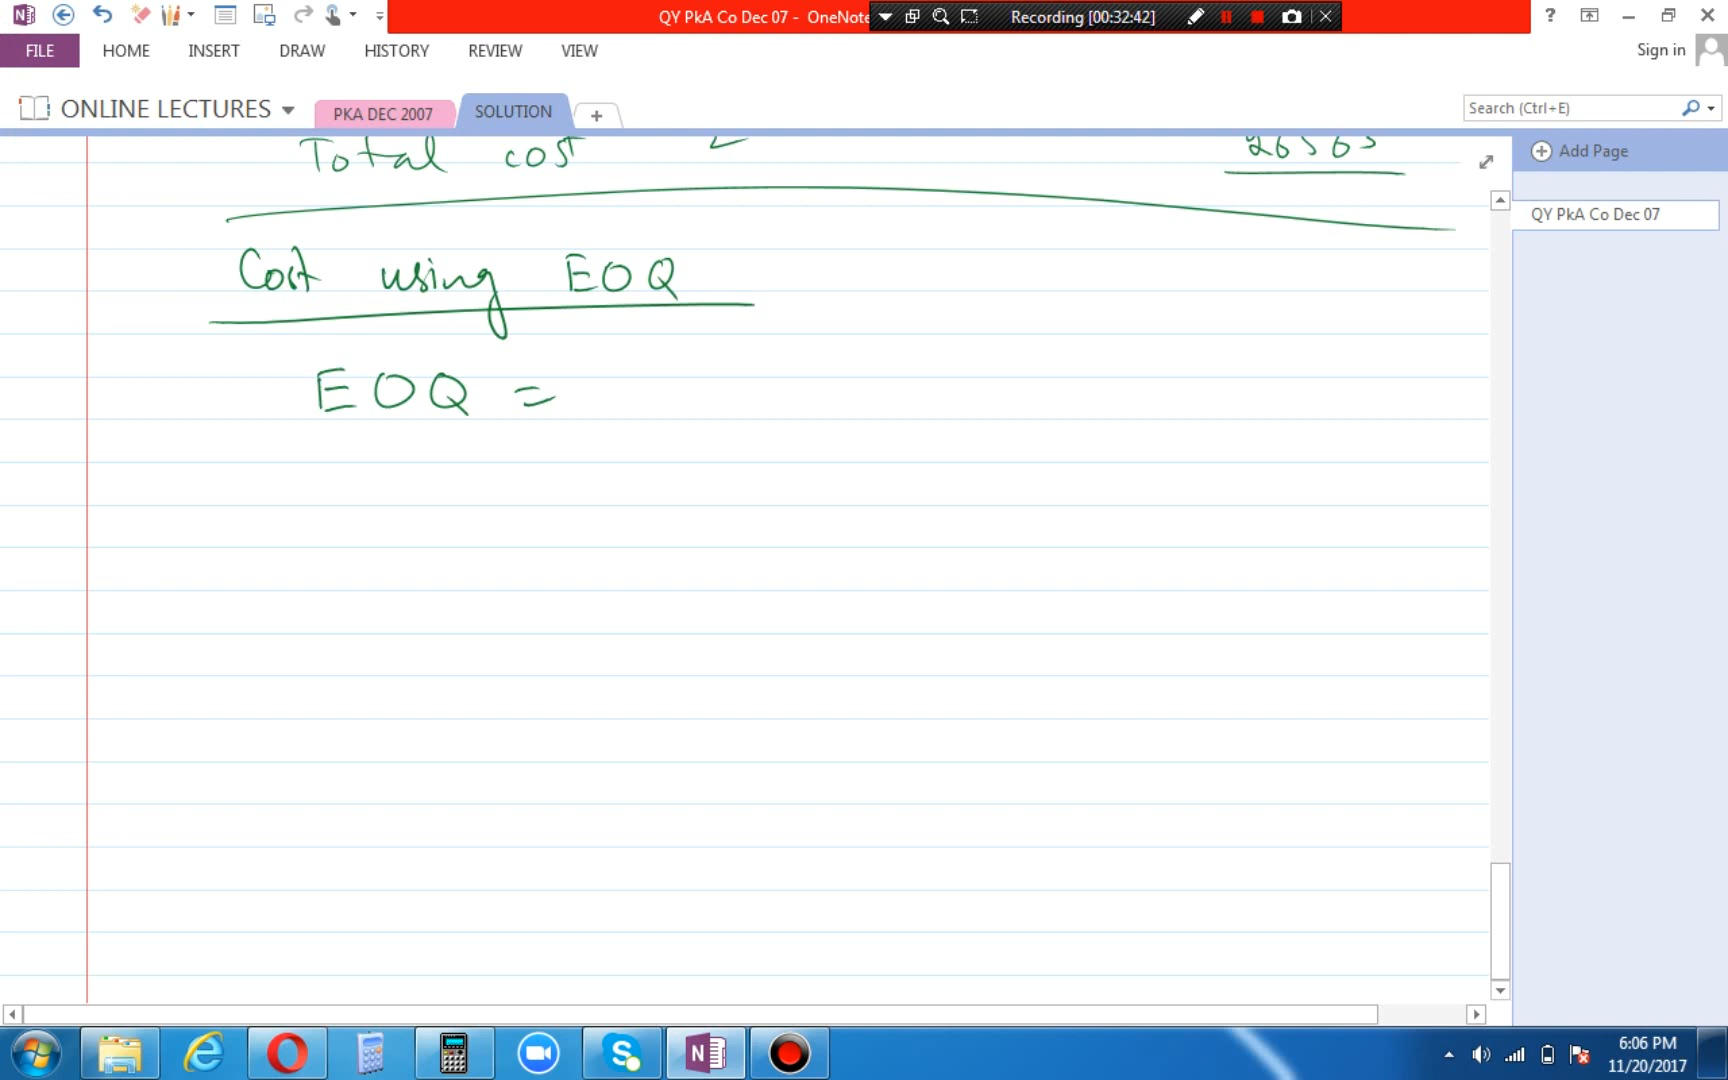 QY PkA Co Dec 07 - OneNote
Recording [00:32:42]
FILE HOME INSERT DRAW HISTORY REVIEW VIEW
Sign in
ONLINE LECTURES
PKA DEC 2007
SOLUTION
Search (Ctrl+E)
Add Page
QY PkA Co Dec 07
Total cost
26563
Cost using EOQ
EOQ =
6:06 PM
11/20/2017